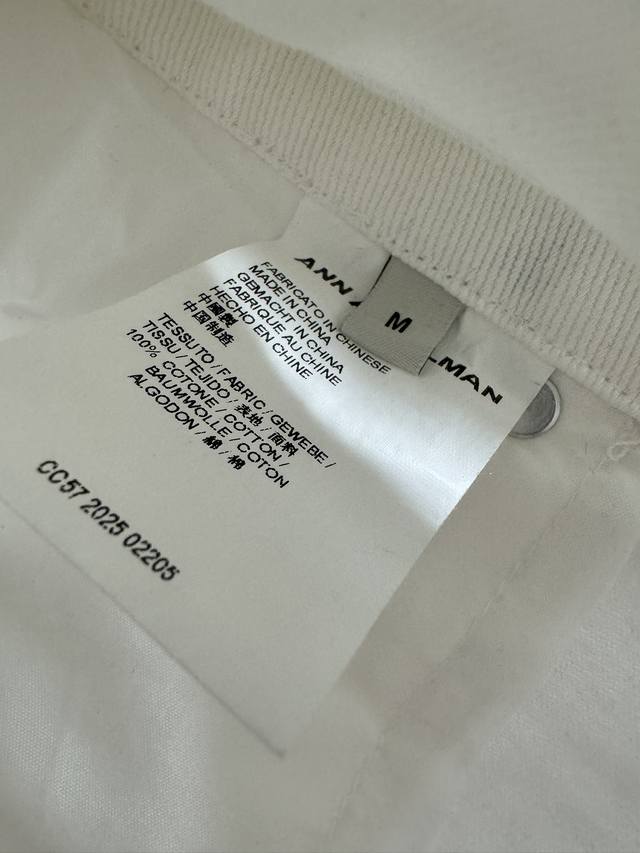 ANN
LMAN
M
FABRICATO IN CHINESE
MADE IN CHINA
GEMACHT IN CHINA
FABRIQUE AU CHINE
HECHO EN CHINE
中國製
中国制造
TESSUTO / FABRIC / GEWEBE /
TISSU / TEJIDO / 表地 / 面料
100% COTONE / COTTON /
BAUMWOLLE / COTON
ALGODON / 綿 / 棉
CC57 2025 02205